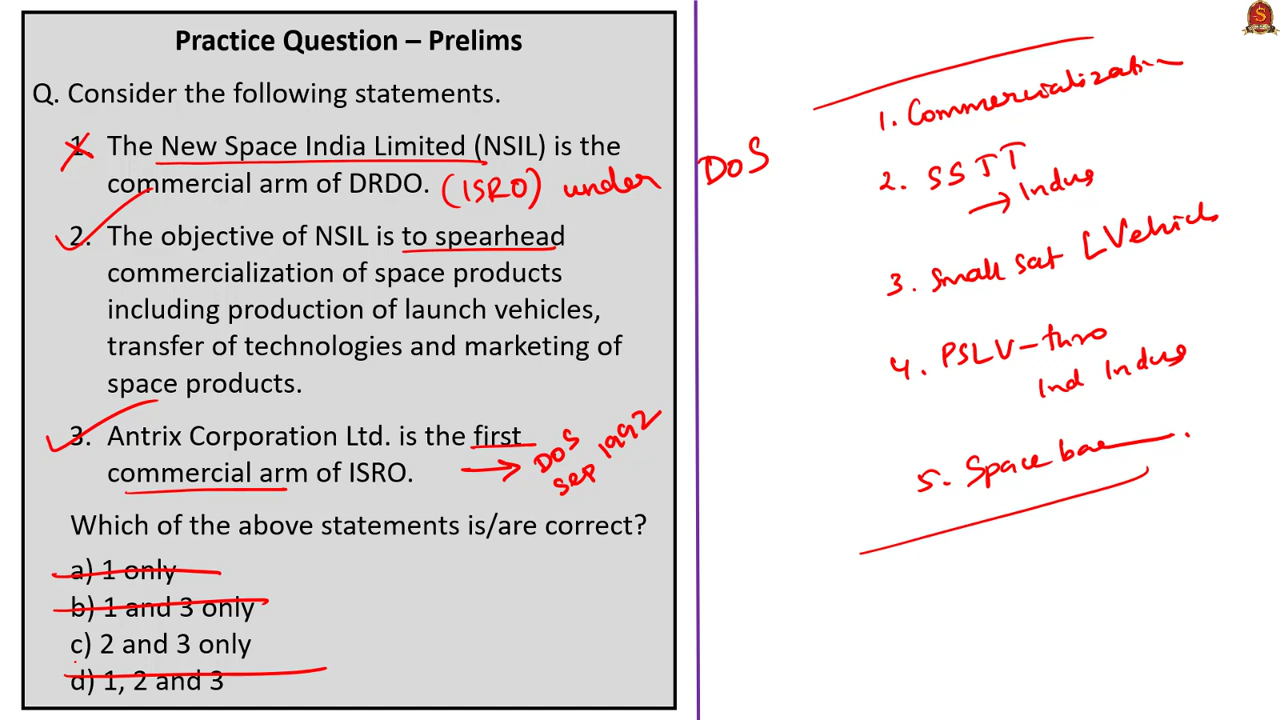 Practice Question – Prelims
Q. Consider the following statements.
1. The New Space India Limited (NSIL) is the
commercial arm of DRDO. (ISRO) under DOS
2. The objective of NSIL is to spearhead
commercialization of space products
including production of launch vehicles,
transfer of technologies and marketing of
space products.
3. Antrix Corporation Ltd. is the first
commercial arm of ISRO. → DOS
Sep 1992
Which of the above statements is/are correct?
a) 1 only
b) 1 and 3 only
c) 2 and 3 only
d) 1, 2 and 3
1. Commercialization
2. SSTT
→ Indus
3. Small Sat LVehicle
4. PSLV - thro
Ind Indus
5. Space